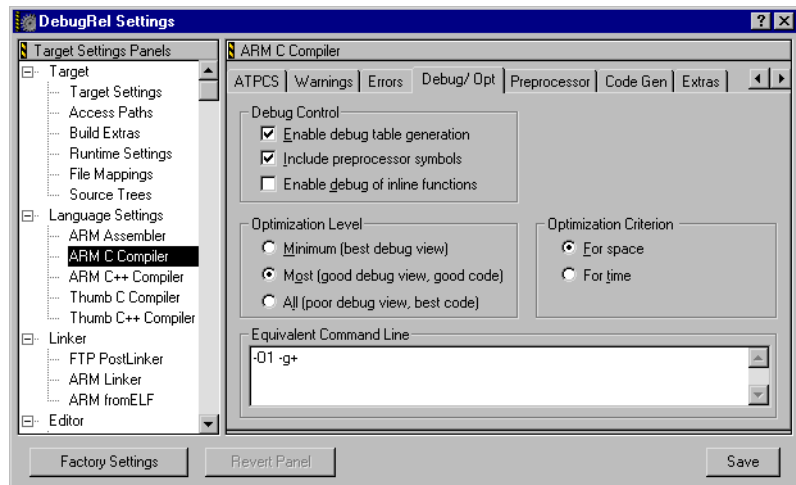 DebugRel Settings
Target Settings Panels
Target
Target Settings
Access Paths
Build Extras
Runtime Settings
File Mappings
Source Trees
Language Settings
ARM Assembler
ARM C Compiler
ARM C++ Compiler
Thumb C Compiler
Thumb C++ Compiler
Linker
FTP PostLinker
ARM Linker
ARM fromELF
Editor
ARM C Compiler
ATPCS Warnings Errors Debug/ Opt Preprocessor Code Gen Extras
Debug Control
Enable debug table generation
Include preprocessor symbols
Enable debug of inline functions
Optimization Level
Minimum (best debug view)
Most (good debug view, good code)
All (poor debug view, best code)
Optimization Criterion
For space
For time
Equivalent Command Line
-O1 -g+
Factory Settings
Revert Panel
Save